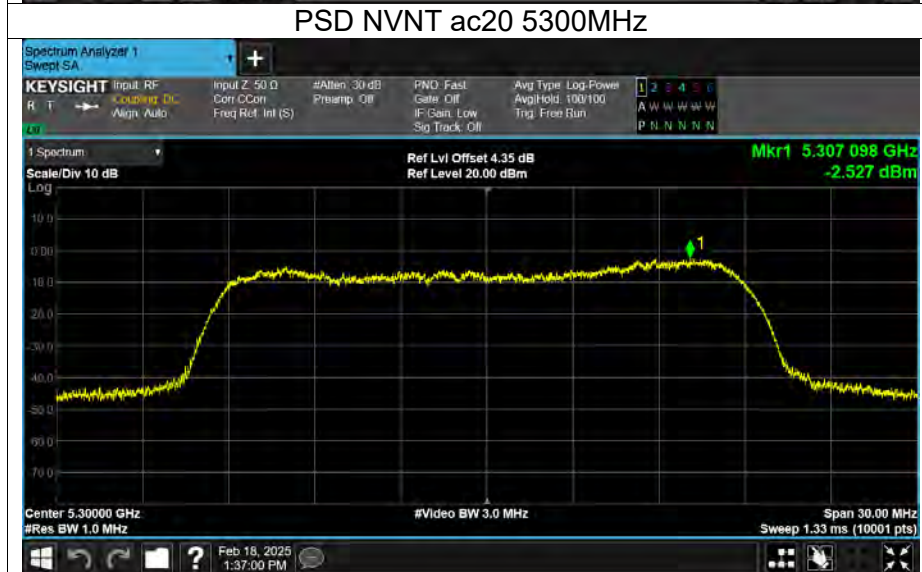 PSD NVNT ac20 5300MHz
Spectrum Analyzer 1
Swept SA
+
KEYSIGHT Input: RF Input Z: 50 Ω #Atten: 30 dB PNO: Fast Avg Type: Log-Power 1 2 3 4 5 6
R T Coupling: DC Corr CCorr Preamp: Off Gate: Off Avg|Hold: 100/100 A W W W W W
Align: Auto Freq Ref: Int (S) IF Gain: Low Trig: Free Run
Sig Track: Off P N N N N N
1 Spectrum Ref Lvl Offset 4.35 dB Mkr1 5.307 098 GHz
Scale/Div 10 dB Ref Level 20.00 dBm -2.527 dBm
Log
10.0
0.00
1
-10.0
-20.0
-30.0
-40.0
-50.0
-60.0
-70.0
Center 5.30000 GHz #Video BW 3.0 MHz Span 30.00 MHz
#Res BW 1.0 MHz Sweep 1.33 ms (10001 pts)
? Feb 18, 2025
1:37:00 PM